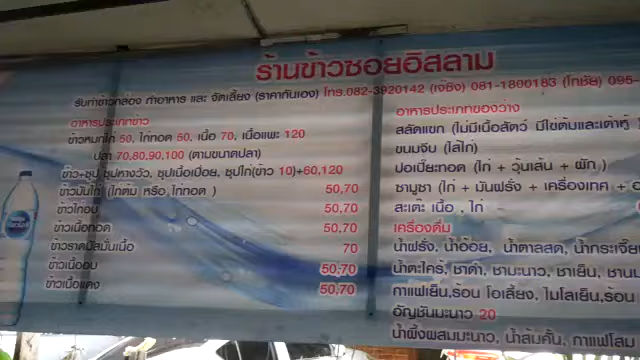 ร้านข้าวซอยอิสลาม
รับทำข้าวกล่อง ทำอาหาร และ จัดเลี้ยง (ราคากันเอง) โทร.082-3920142 (เจ๊ธิง) 081-1800183 (โกชัย) 095-
อาหารประเภทข้าว
ข้าวหมกไก่ 50, ไก่ทอด 50, เนื้อ 70, เนื้อแพะ 120
ปลา 70,80,90,100 (ตามขนาดปลา)
ข้าว+ซุป ซุปหางวัว, ซุปเนื้อเปื่อย, ซุปไก่(ข้าว 10)+60,120
ข้าวมันไก่ (ไก่ต้ม หรือ ไก่ทอด ) 50,70
ข้าวไก่อบ 50,70
ข้าวเนื้อทอด 50,70
ข้าวราดมัสมั่นเนื้อ 70
ข้าวเนื้ออบ 50,70
ข้าวเนื้อแดง 50,70
อาหารประเภทของว่าง
สลัดแขก (ไม่มีเนื้อสัตว์ มีไข่ต้มและเต้าหู้
ขนมจีบ (ไส้ไก่)
ปอเปี๊ยะทอด (ไก่ + วุ้นเส้น + ผัก )
ซามูซา (ไก่ + มันฝรั่ง + เครื่องเทศ +
สะเต๊ะ เนื้อ , ไก่
เครื่องดื่ม
น้ำฝรั่ง, น้ำอ้อย, น้ำตาลสด, น้ำกระเจี๊ย
น้ำตะไคร้, ชาดำ, ชามะนาว, ชาเย็น, ชานม
กาแฟเย็น,ร้อน โอเลี้ยง, ไมโลเย็น,ร้อน
อัญชันมะนาว 20
น้ำผึ้งผสมมะนาว, น้ำส้มคั้น, กาแฟโสม